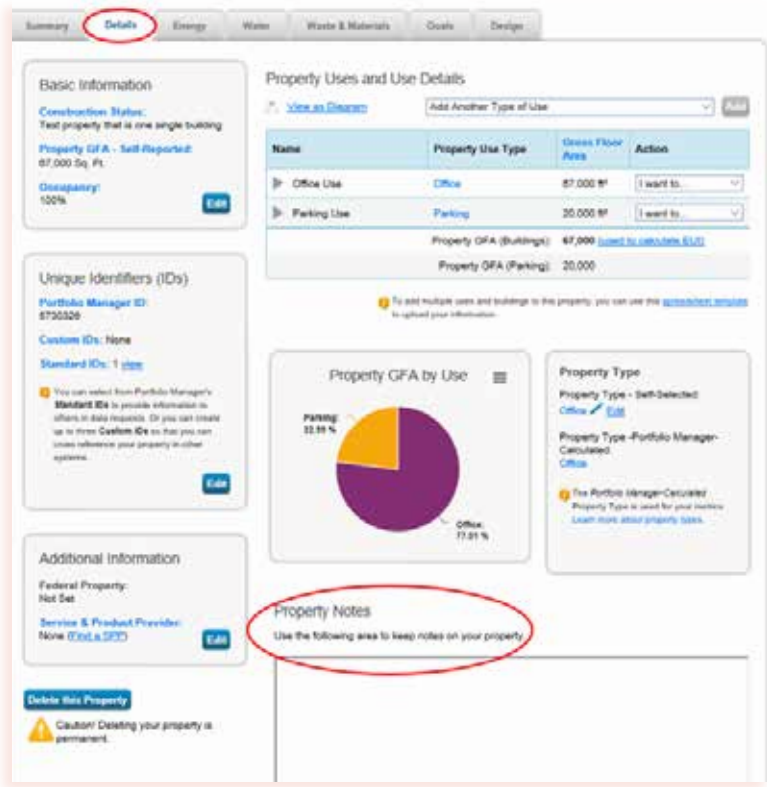 Summary Details Energy Water Waste & Materials Goals Design
Basic Information
Construction Status:
Test property that is one single building
Property GFA - Self-Reported:
67,000 Sq. Ft.
Occupancy:
100%
Edit
Unique Identifiers (IDs)
Portfolio Manager ID:
Custom IDs: None
Standard IDs: 1 view
You can select from Portfolio Manager's
Standard IDs to provide information to
others in data requests. Or you can create
up to three Custom IDs so that you can
cross reference your property in other
systems.
Edit
Additional Information
Federal Property:
Not Set
Service & Product Provider:
None (Find a SPP)
Edit
Delete this Property
Caution! Deleting your property is
permanent.
Property Uses and Use Details
View as Diagram
Add Another Type of Use
Add
Name Property Use Type Gross Floor Area Action
Office Use Office 67,000 ft² I want to...
Parking Use Parking 20,000 ft² I want to...
Property GFA (Buildings): 67,000 (used to calculate EUI)
Property GFA (Parking): 20,000
To add multiple uses and buildings to this property, you can use this spreadsheet template
to upload your information.
Property GFA by Use
Parking:
22.99 %
Office:
77.01 %
Property Type
Property Type - Self-Selected:
Office Edit
Property Type -Portfolio Manager-
Calculated:
Office
The Portfolio Manager-Calculated
Property Type is used for your metrics.
Learn more about property types.
Property Notes
Use the following area to keep notes on your property.